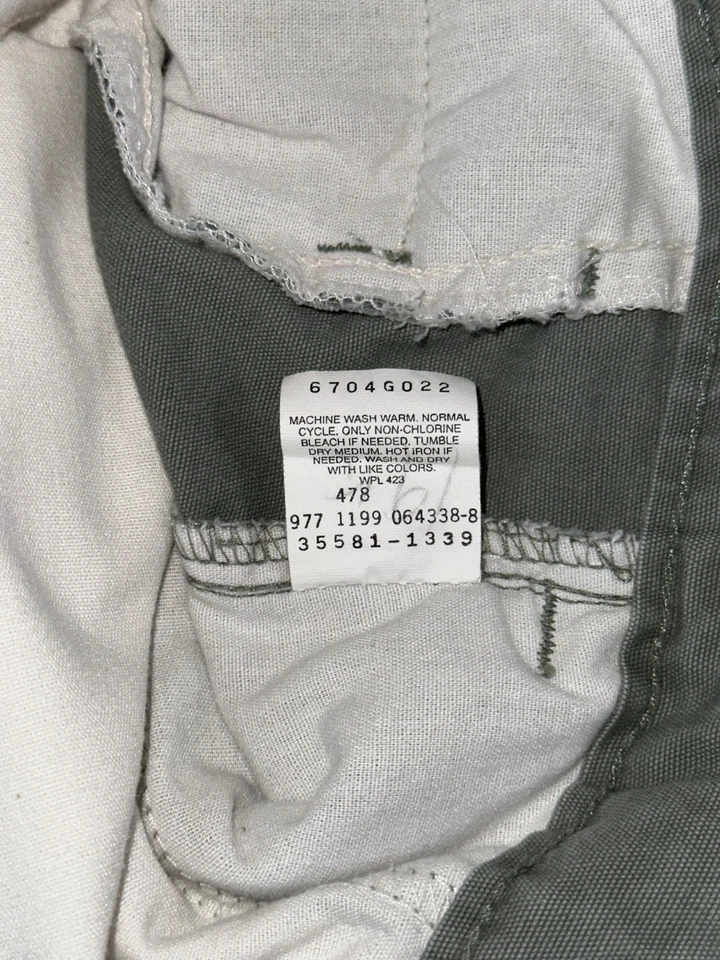 6704G022
MACHINE WASH WARM. NORMAL
CYCLE. ONLY NON-CHLORINE
BLEACH IF NEEDED. TUMBLE
DRY MEDIUM. HOT IRON IF
NEEDED. WASH AND DRY
WITH LIKE COLORS.
WPL 423
478
977 1199 064338-8
35581-1339